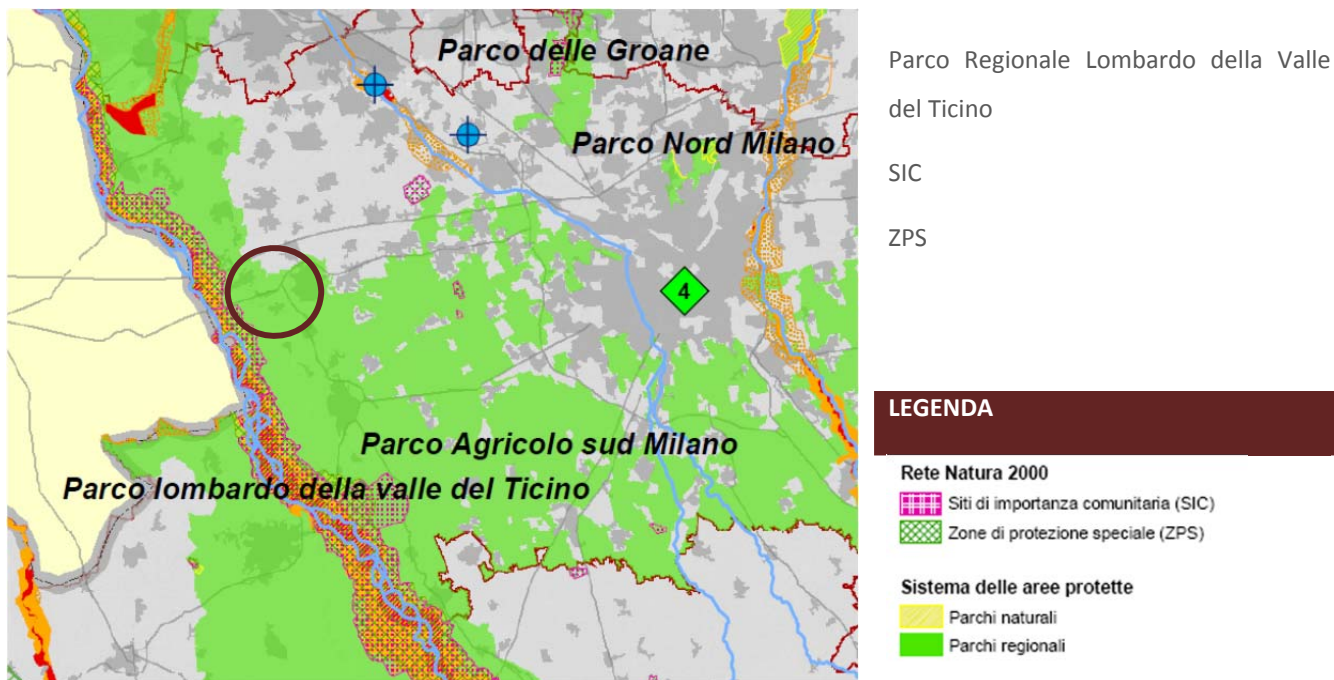 Parco delle Groane
Parco Nord Milano
4
Parco Agricolo sud Milano
Parco lombardo della valle del Ticino
Parco Regionale Lombardo della Valle
del Ticino
SIC
ZPS
LEGENDA
Rete Natura 2000
Siti di importanza comunitaria (SIC)
Zone di protezione speciale (ZPS)
Sistema delle aree protette
Parchi naturali
Parchi regionali